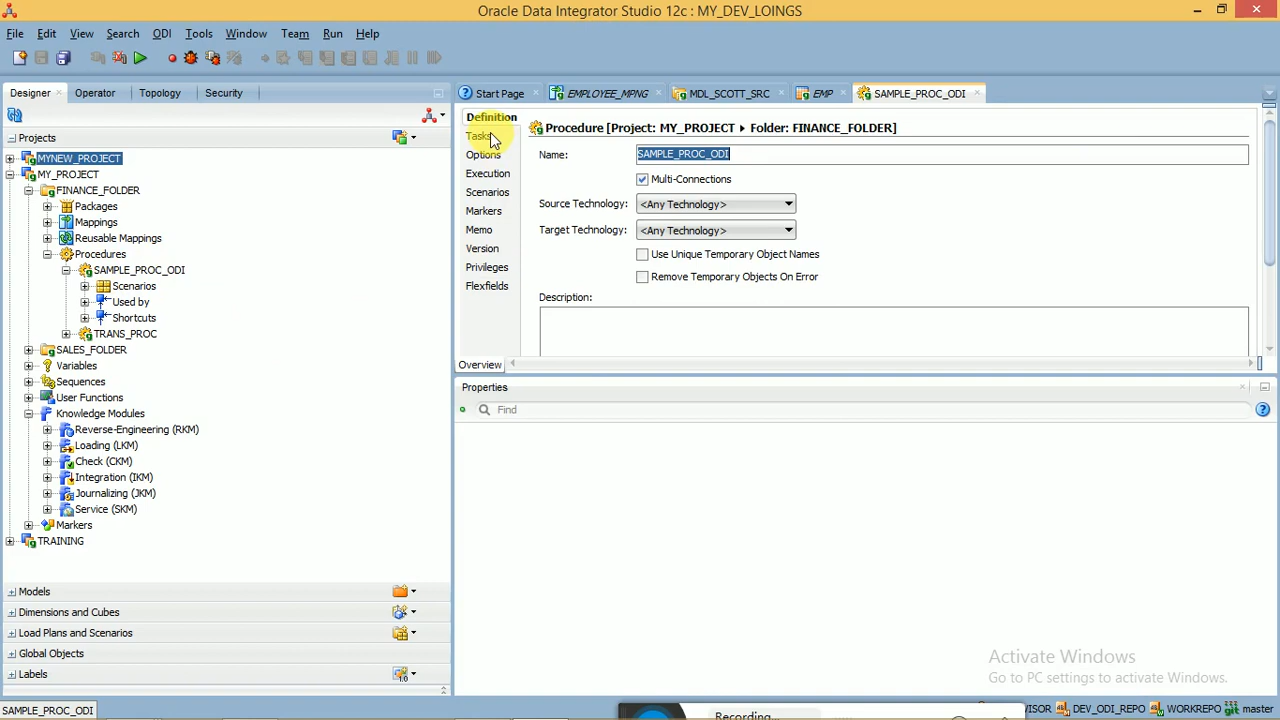 Oracle Data Integrator Studio 12c : MY_DEV_LOINGS
File Edit View Search ODI Tools Window Team Run Help
Designer Operator Topology Security
Start Page EMPLOYEE_MPNG MDL_SCOTT_SRC EMP SAMPLE_PROC_ODI
Projects
MYNEW_PROJECT
MY_PROJECT
FINANCE_FOLDER
Packages
Mappings
Reusable Mappings
Procedures
SAMPLE_PROC_ODI
Scenarios
Used by
Shortcuts
TRANS_PROC
SALES_FOLDER
Variables
Sequences
User Functions
Knowledge Modules
Reverse-Engineering (RKM)
Loading (LKM)
Check (CKM)
Integration (IKM)
Journalizing (JKM)
Service (SKM)
Markers
TRAINING
Models
Dimensions and Cubes
Load Plans and Scenarios
Global Objects
Labels
Definition
Tasks
Options
Execution
Scenarios
Markers
Memo
Version
Privileges
Flexfields
Procedure [Project: MY_PROJECT ▸ Folder: FINANCE_FOLDER]
Name: SAMPLE_PROC_ODI
Multi-Connections
Source Technology: <Any Technology>
Target Technology: <Any Technology>
Use Unique Temporary Object Names
Remove Temporary Objects On Error
Description:
Overview
Properties
Find
Activate Windows
Go to PC settings to activate Windows.
SAMPLE_PROC_ODI
Recording...
DEV_ODI_REPO WORKREPO git master